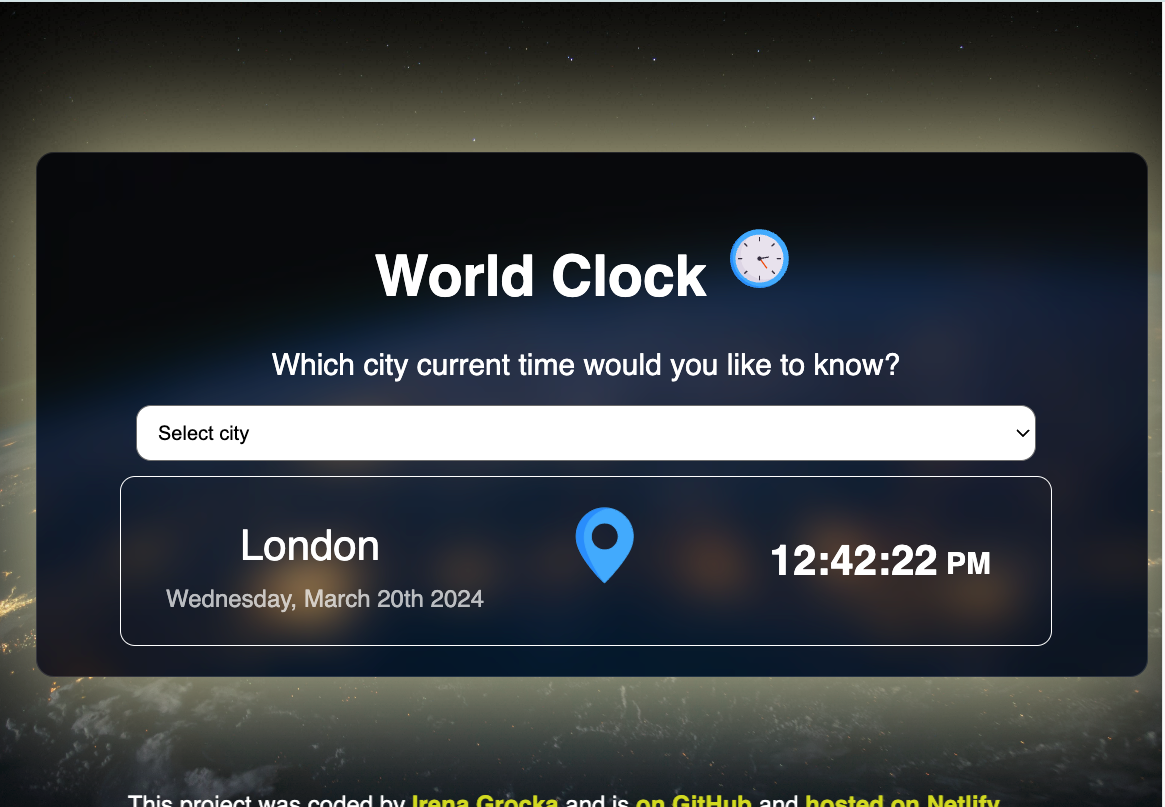 World Clock
Which city current time would you like to know?
Select city
London
Wednesday, March 20th 2024
12:42:22 PM
This project was coded by Irena Grocka and is on GitHub and hosted on Netlify